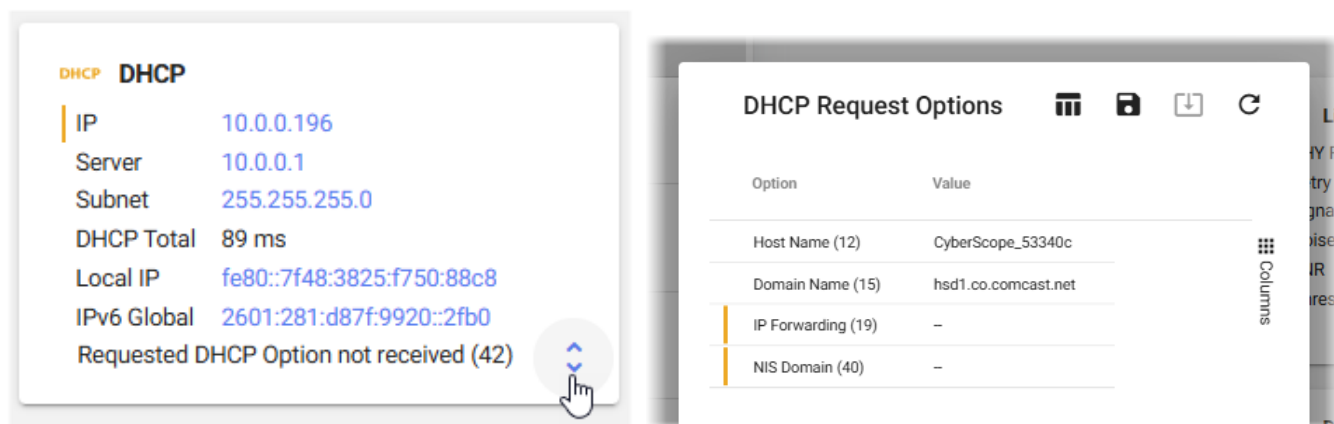 DHCP DHCP
IP 10.0.0.196
Server 10.0.0.1
Subnet 255.255.255.0
DHCP Total 89 ms
Local IP fe80::7f48:3825:f750:88c8
IPv6 Global 2601:281:d87f:9920::2fb0
Requested DHCP Option not received (42)
DHCP Request Options
Option Value
Host Name (12) CyberScope_53340c
Domain Name (15) hsd1.co.comcast.net
IP Forwarding (19) --
NIS Domain (40) --
Columns